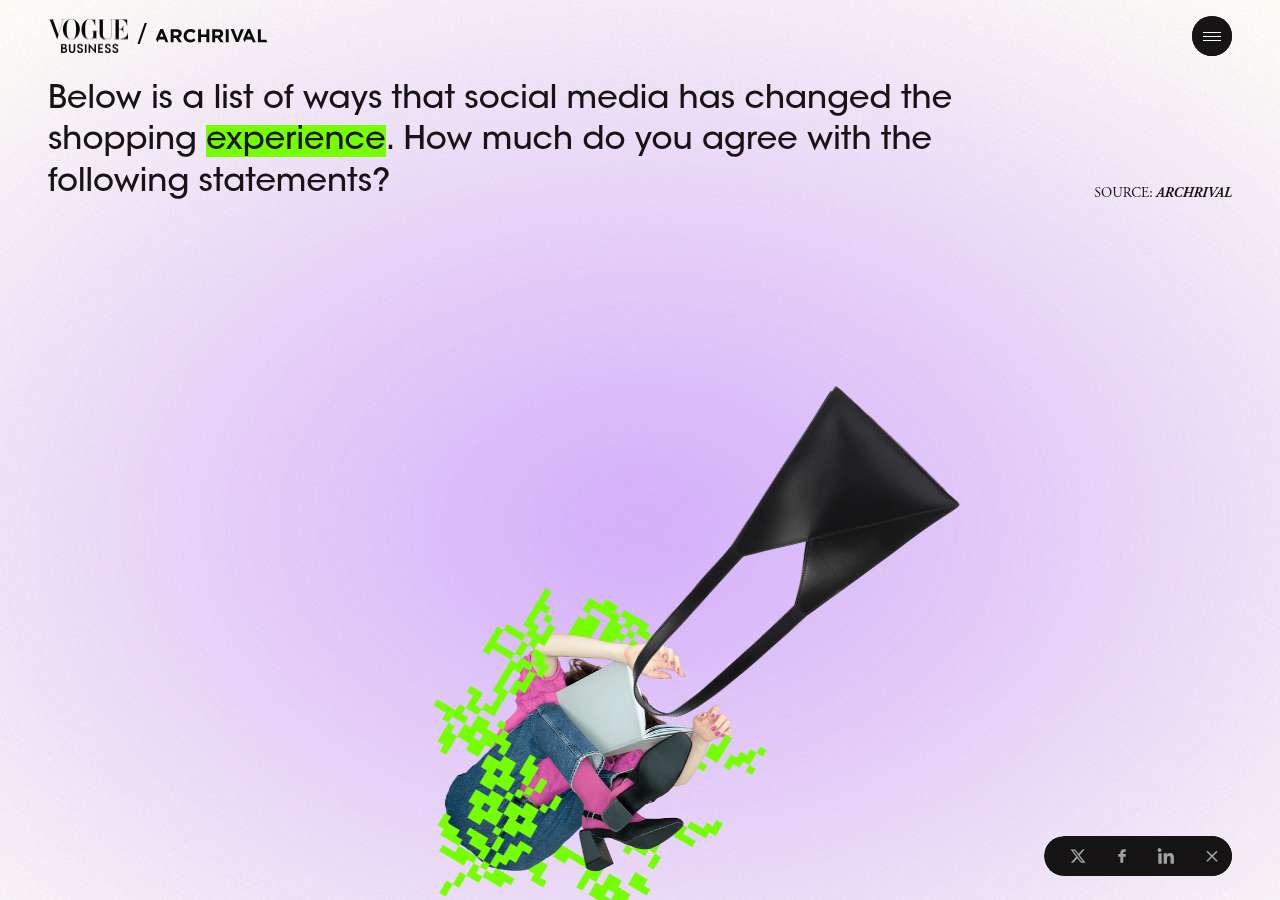 VOGUE
BUSINESS
/ ARCHRIVAL
Below is a list of ways that social media has changed the
shopping experience. How much do you agree with the
following statements?
SOURCE: ARCHRIVAL